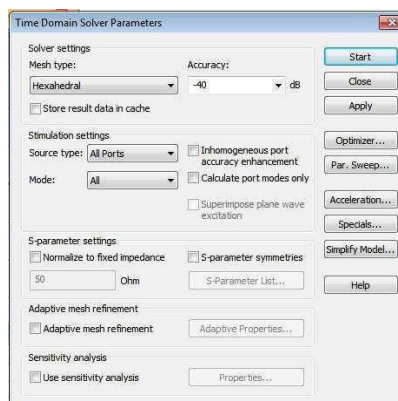 Time Domain Solver Parameters
Solver settings
Mesh type:
Accuracy:
Hexahedral
-40
dB
Store result data in cache
Stimulation settings
Source type:
All Ports
Inhomogeneous port
accuracy enhancement
Mode:
All
Calculate port modes only
Superimpose plane wave
excitation
S-parameter settings
Normalize to fixed impedance
S-parameter symmetries
50
Ohm
S-Parameter List...
Adaptive mesh refinement
Adaptive mesh refinement
Adaptive Properties...
Sensitivity analysis
Use sensitivity analysis
Properties...
Start
Close
Apply
Optimizer...
Par. Sweep...
Acceleration...
Specials...
Simplify Model...
Help